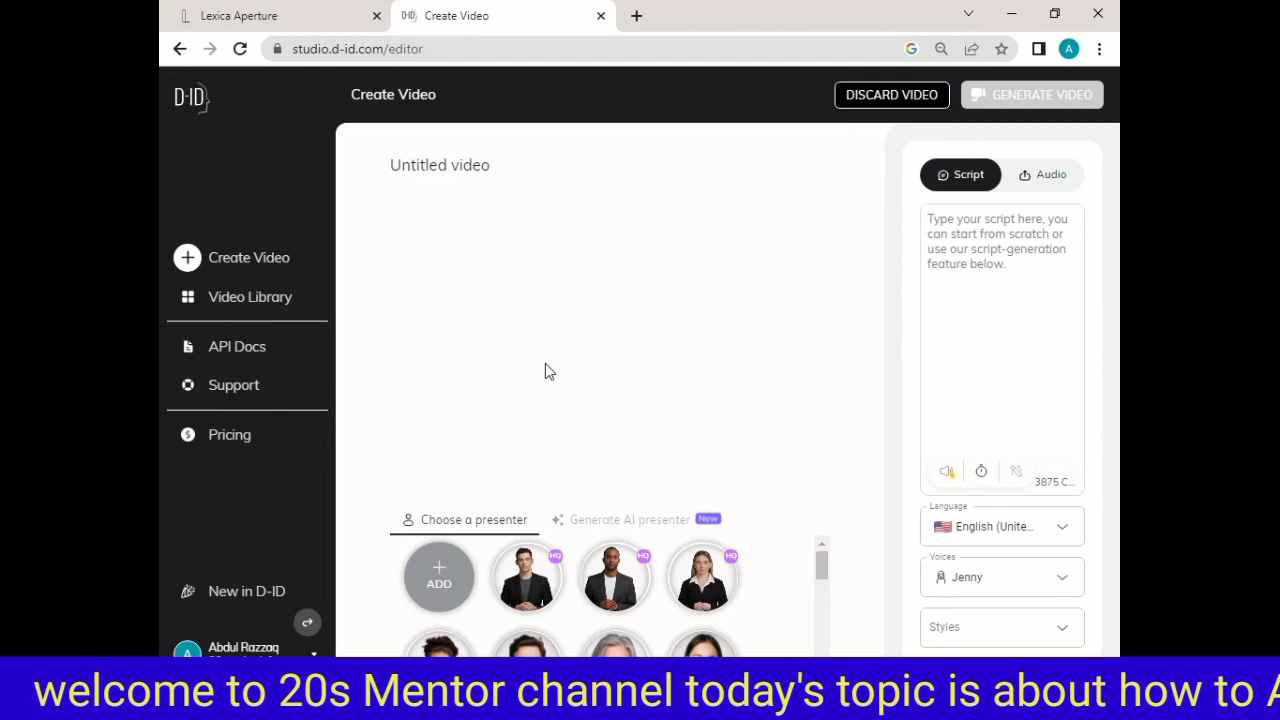 Lexica Aperture
D-ID Create Video
studio.d-id.com/editor
A
D-ID
Create Video
DISCARD VIDEO
GENERATE VIDEO
Untitled video
Script
Audio
Type your script here, you
can start from scratch or
use our script-generation
feature below.
Create Video
Video Library
API Docs
Support
Pricing
3875 C...
Language
English (Unite...
Choose a presenter
Generate AI presenter
New
HQ
HQ
HQ
ADD
Voices
Jenny
New in D-ID
Styles
A
Abdul Razzaq
welcome to 20s Mentor channel today's topic is about how to A